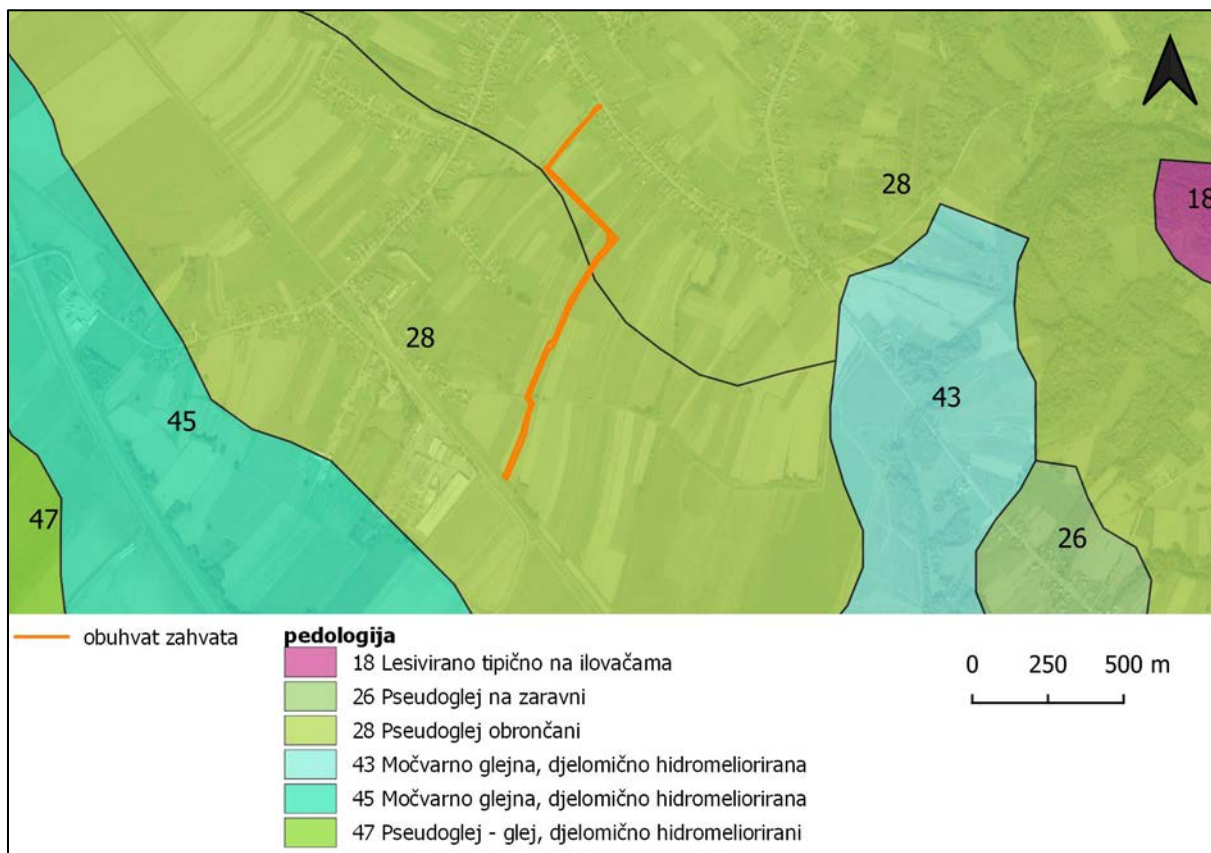 28
18
28
45
43
47
26
obuhvat zahvata
pedologija
18 Lesivirano tipično na ilovačama
26 Pseudoglej na zaravni
28 Pseudoglej obrončani
43 Močvarno glejna, djelomično hidromeliorirana
45 Močvarno glejna, djelomično hidromeliorirana
47 Pseudoglej - glej, djelomično hidromeliorirani
0 250 500 m